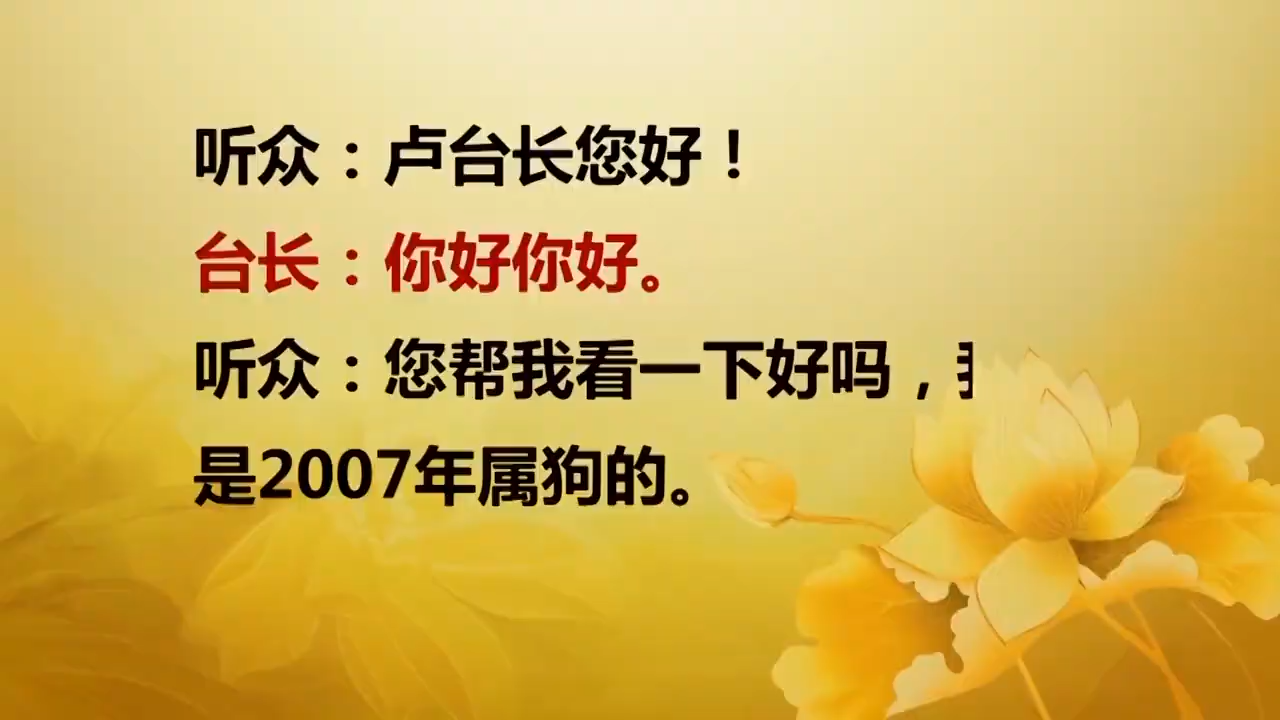 听众：卢台长您好！
台长：你好你好。
听众：您帮我看一下好吗，
是2007年属狗的。